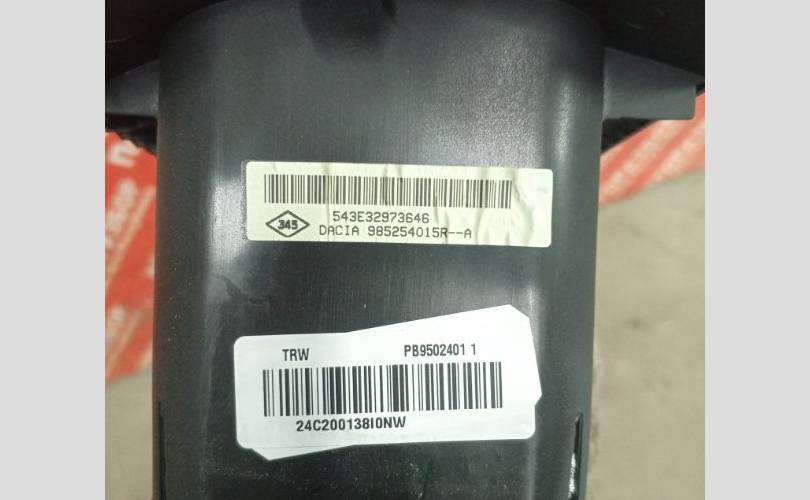 543E32973646
345
DACIA 985254015R--A
TRW PB9502401 1
24C200138I0NW